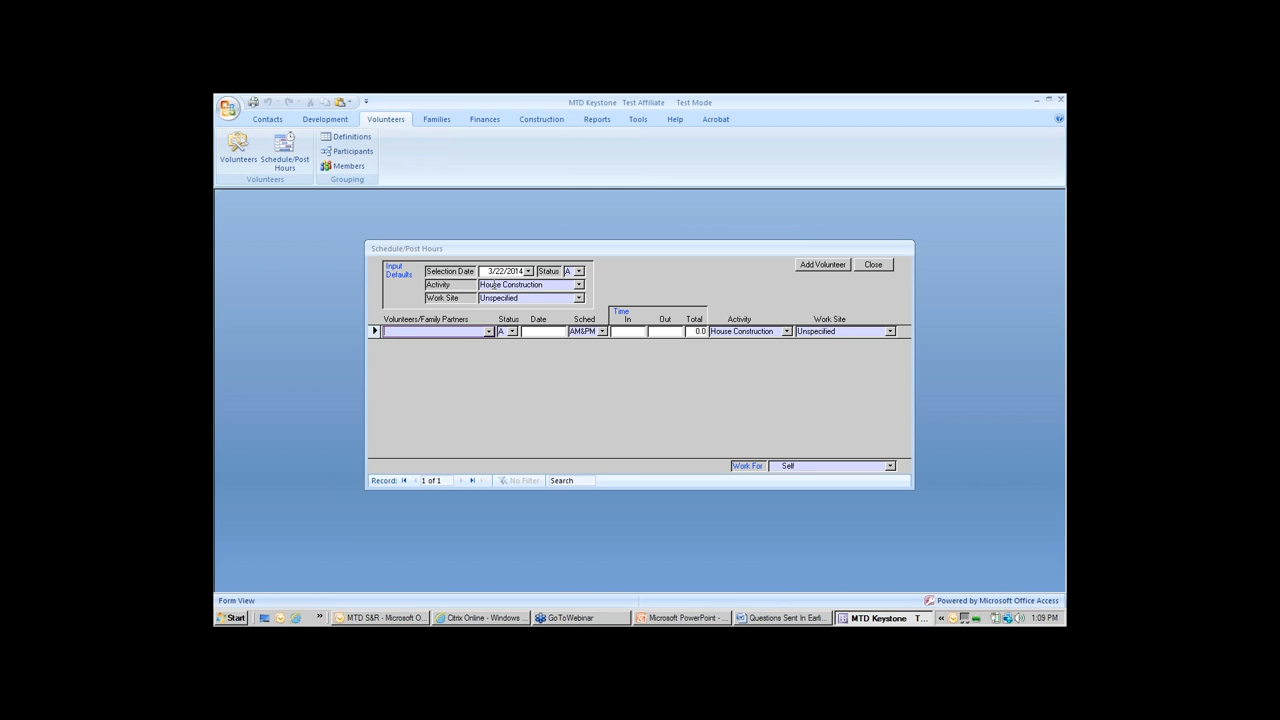 MTD Keystone Test Affiliate Test Mode
Contacts Development Volunteers Families Finances Construction Reports Tools Help Acrobat
Volunteers Schedule/Post Hours
Definitions
Participants
Members
Volunteers Grouping
Schedule/Post Hours
Input Defaults
Selection Date 3/22/2014 Status A
Activity House Construction
Work Site Unspecified
Add Volunteer Close
Time
Volunteers/Family Partners Status Date Sched In Out Total Activity Work Site
A AM&PM 0.0 House Construction Unspecified
Work For Self
Record: 1 of 1 No Filter Search
Form View Powered by Microsoft Office Access
Start » MTD S&R - Microsoft O... Citrix Online - Windows ... GoToWebinar Microsoft PowerPoint - ... Questions Sent In Earli... MTD Keystone T... « 1:09 PM